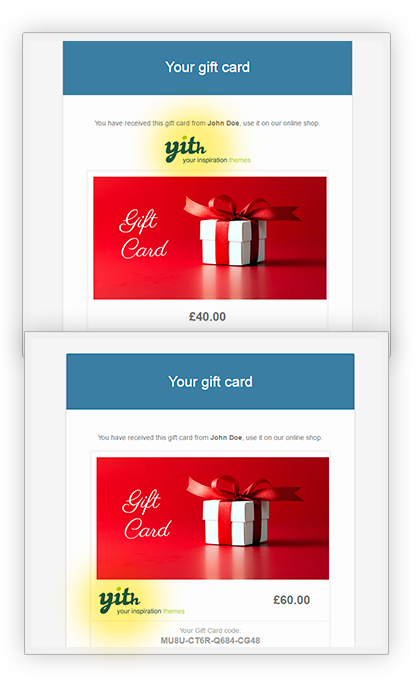 Your gift card
You have received this gift card from John Doe, use it on our online shop.
yith
your inspiration themes
Gift
Card
£40.00
Your gift card
You have received this gift card from John Doe, use it on our online shop.
Gift
Card
yith
your inspiration themes
£60.00
Your Gift Card code:
MU8U-CT6R-Q684-CG48